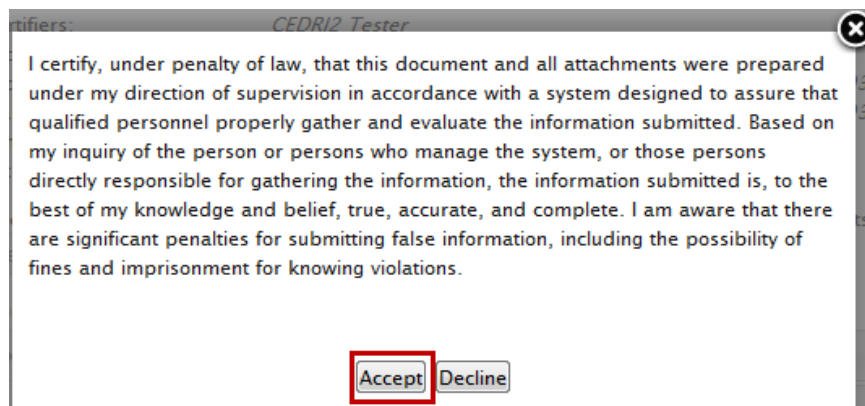 rtifiers: CEDRI2 Tester
I certify, under penalty of law, that this document and all attachments were prepared
under my direction of supervision in accordance with a system designed to assure that
qualified personnel properly gather and evaluate the information submitted. Based on
my inquiry of the person or persons who manage the system, or those persons
directly responsible for gathering the information, the information submitted is, to the
best of my knowledge and belief, true, accurate, and complete. I am aware that there
are significant penalties for submitting false information, including the possibility of
fines and imprisonment for knowing violations.
Accept Decline